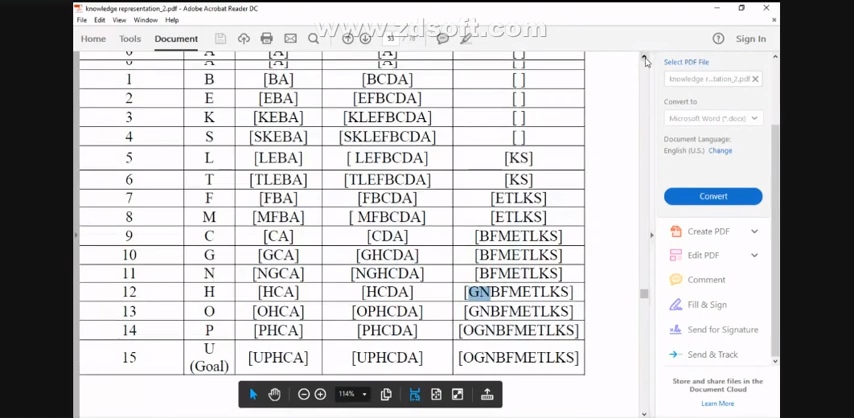 knowledge representation_2.pdf - Adobe Acrobat Reader DC
File Edit View Window Help
www.zdsoft.com
Home Tools Document 53 Sign In
0 A [A] [A] [ ]
1 B [BA] [BCDA] [ ]
2 E [EBA] [EFBCDA] [ ]
3 K [KEBA] [KLEFBCDA] [ ]
4 S [SKEBA] [SKLEFBCDA] [ ]
5 L [LEBA] [ LEFBCDA] [KS]
6 T [TLEBA] [TLEFBCDA] [KS]
7 F [FBA] [FBCDA] [ETLKS]
8 M [MFBA] [ MFBCDA] [ETLKS]
9 C [CA] [CDA] [BFMETLKS]
10 G [GCA] [GHCDA] [BFMETLKS]
11 N [NGCA] [NGHCDA] [BFMETLKS]
12 H [HCA] [HCDA] [GNBFMETLKS]
13 O [OHCA] [OPHCDA] [GNBFMETLKS]
14 P [PHCA] [PHCDA] [OGNBFMETLKS]
15 U (Goal) [UPHCA] [UPHCDA] [OGNBFMETLKS]
114%
Select PDF File
knowledge r...tation_2.pdf
Convert to
Microsoft Word (*.docx)
Document Language:
English (U.S.) Change
Convert
Create PDF
Edit PDF
Comment
Fill & Sign
Send for Signature
Send & Track
Store and share files in the
Document Cloud
Learn More